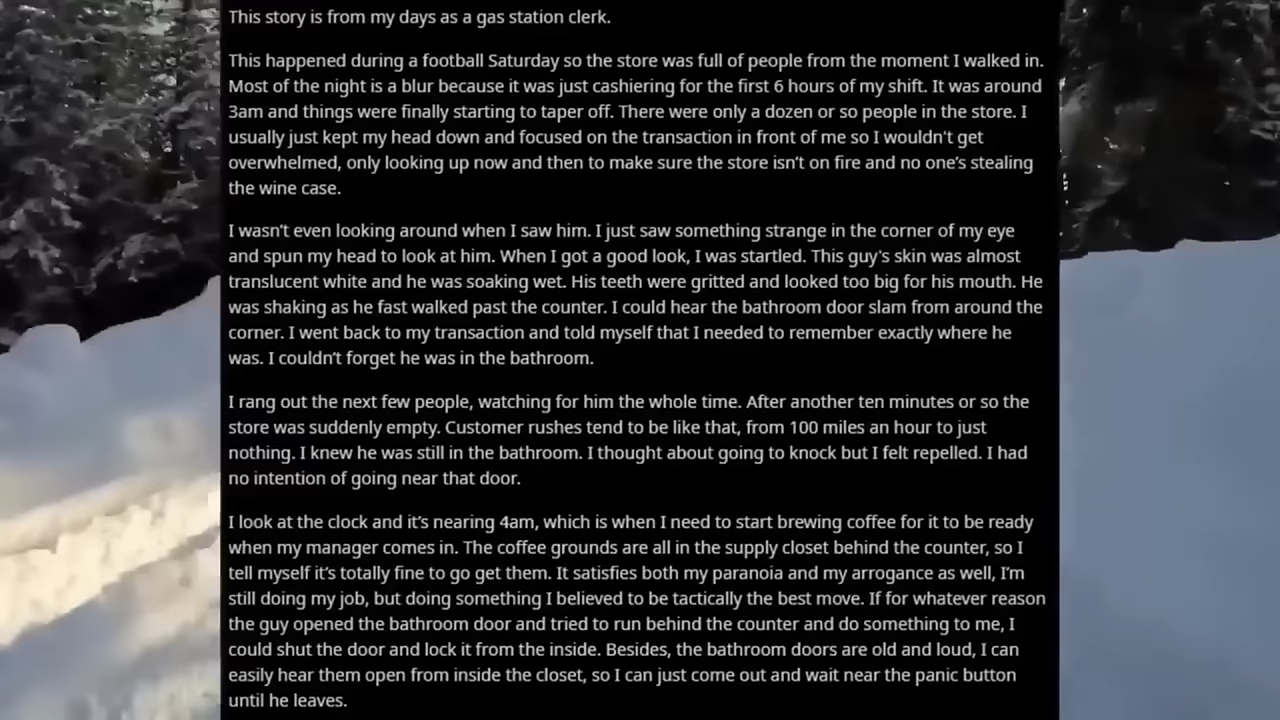 This story is from my days as a gas station clerk.
This happened during a football Saturday so the store was full of people from the moment I walked in.
Most of the night is a blur because it was just cashiering for the first 6 hours of my shift. It was around
3am and things were finally starting to taper off. There were only a dozen or so people in the store. I
usually just kept my head down and focused on the transaction in front of me so I wouldn't get
overwhelmed, only looking up now and then to make sure the store isn’t on fire and no one’s stealing
the wine case.
I wasn’t even looking around when I saw him. I just saw something strange in the corner of my eye
and spun my head to look at him. When I got a good look, I was startled. This guy's skin was almost
translucent white and he was soaking wet. His teeth were gritted and looked too big for his mouth. He
was shaking as he fast walked past the counter. I could hear the bathroom door slam from around the
corner. I went back to my transaction and told myself that I needed to remember exactly where he
was. I couldn’t forget he was in the bathroom.
I rang out the next few people, watching for him the whole time. After another ten minutes or so the
store was suddenly empty. Customer rushes tend to be like that, from 100 miles an hour to just
nothing. I knew he was still in the bathroom. I thought about going to knock but I felt repelled. I had
no intention of going near that door.
I look at the clock and it’s nearing 4am, which is when I need to start brewing coffee for it to be ready
when my manager comes in. The coffee grounds are all in the supply closet behind the counter, so I
tell myself it’s totally fine to go get them. It satisfies both my paranoia and my arrogance as well, I’m
still doing my job, but doing something I believed to be tactically the best move. If for whatever reason
the guy opened the bathroom door and tried to run behind the counter and do something to me, I
could shut the door and lock it from the inside. Besides, the bathroom doors are old and loud, I can
easily hear them open from inside the closet, so I can just come out and wait near the panic button
until he leaves.